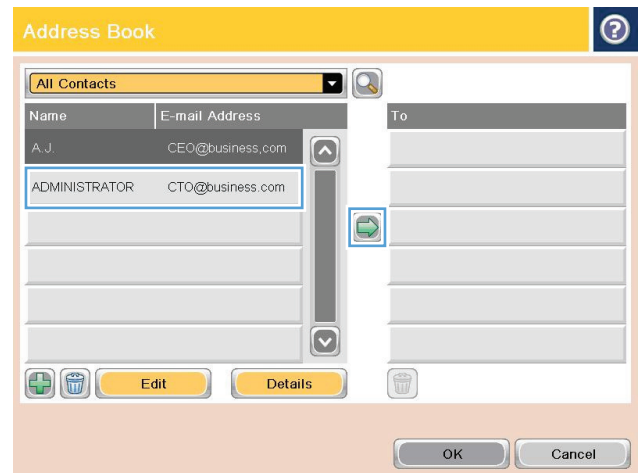 Address Book
?
All Contacts
Name E-mail Address To
A.J. CEO@business,com
ADMINISTRATOR CTO@business.com
Edit Details
OK Cancel